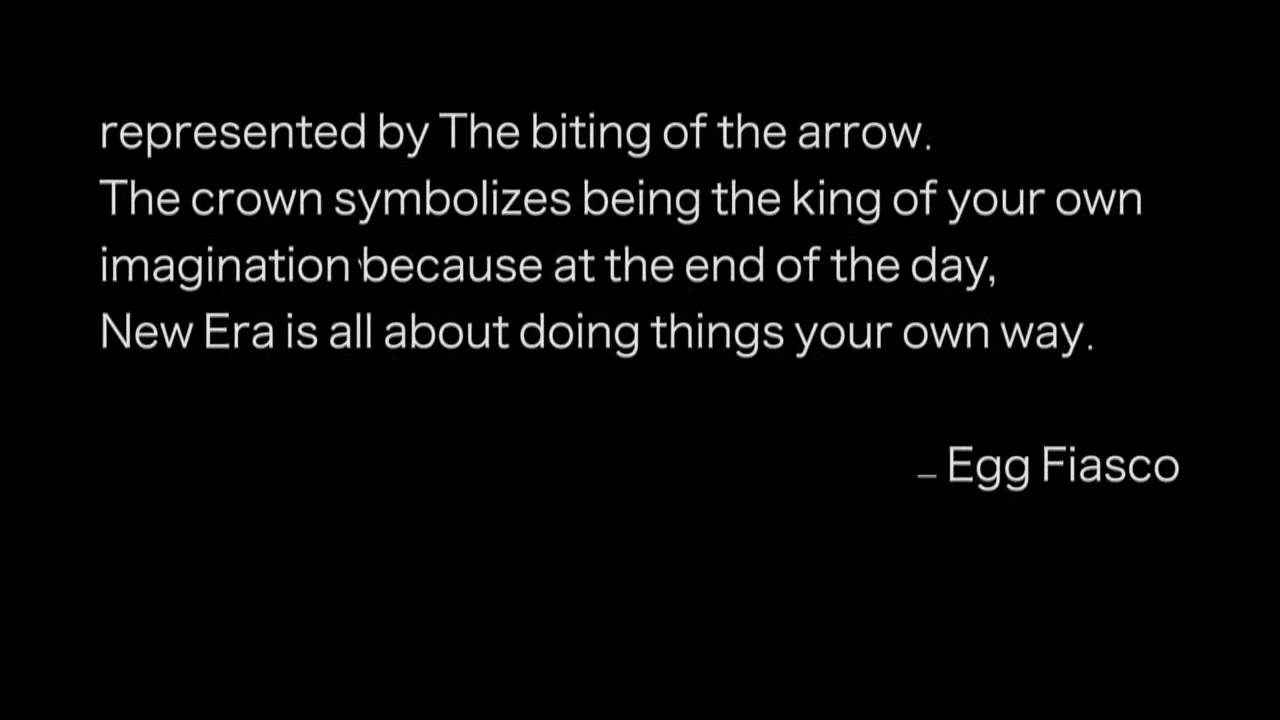 represented by The biting of the arrow.
The crown symbolizes being the king of your own
imagination because at the end of the day,
New Era is all about doing things your own way.
– Egg Fiasco